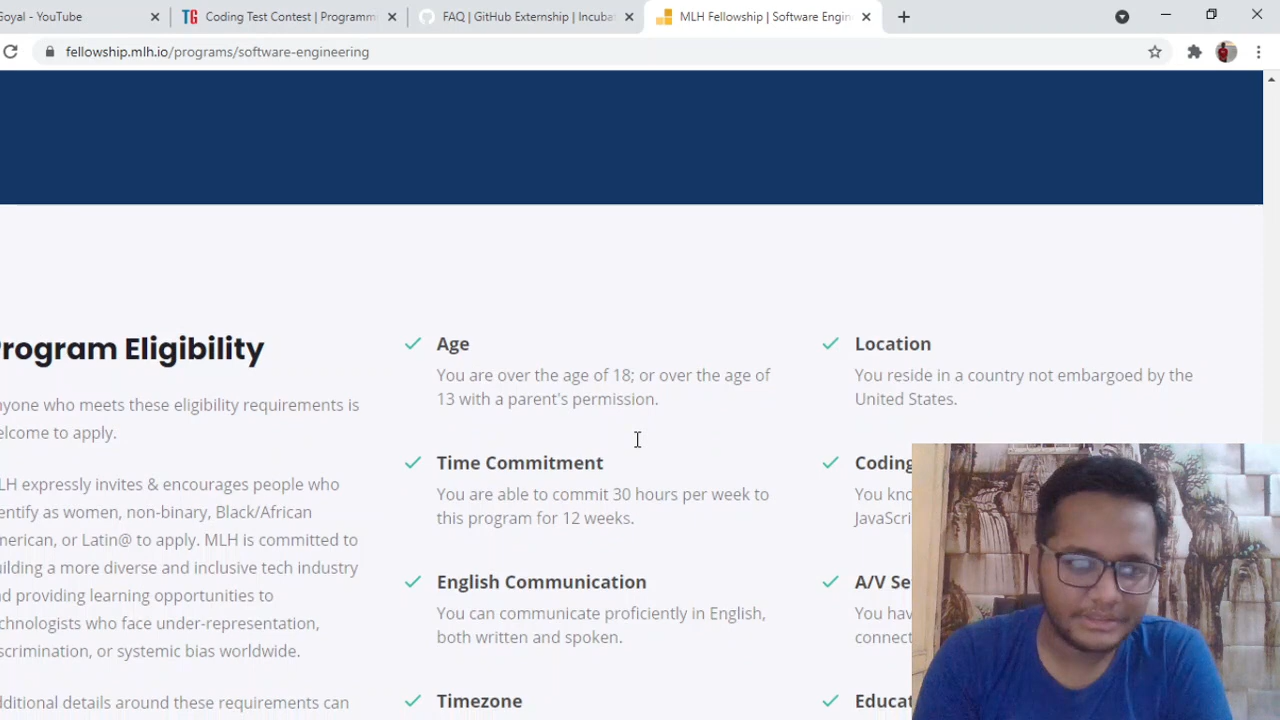 Goyal - YouTube
TG Coding Test Contest | Programm
FAQ | GitHub Externship | Incuba
MLH Fellowship | Software Engin
fellowship.mlh.io/programs/software-engineering
rogram Eligibility
nyone who meets these eligibility requirements is
elcome to apply.
LH expressly invites & encourages people who
entify as women, non-binary, Black/African
merican, or Latin@ to apply. MLH is committed to
uilding a more diverse and inclusive tech industry
nd providing learning opportunities to
chnologists who face under-representation,
scrimination, or systemic bias worldwide.
dditional details around these requirements can
Age
You are over the age of 18; or over the age of
13 with a parent's permission.
Time Commitment
You are able to commit 30 hours per week to
this program for 12 weeks.
English Communication
You can communicate proficiently in English,
both written and spoken.
Timezone
Location
You reside in a country not embargoed by the
United States.
Coding
You kno
JavaScri
A/V Se
You hav
connect
Educat